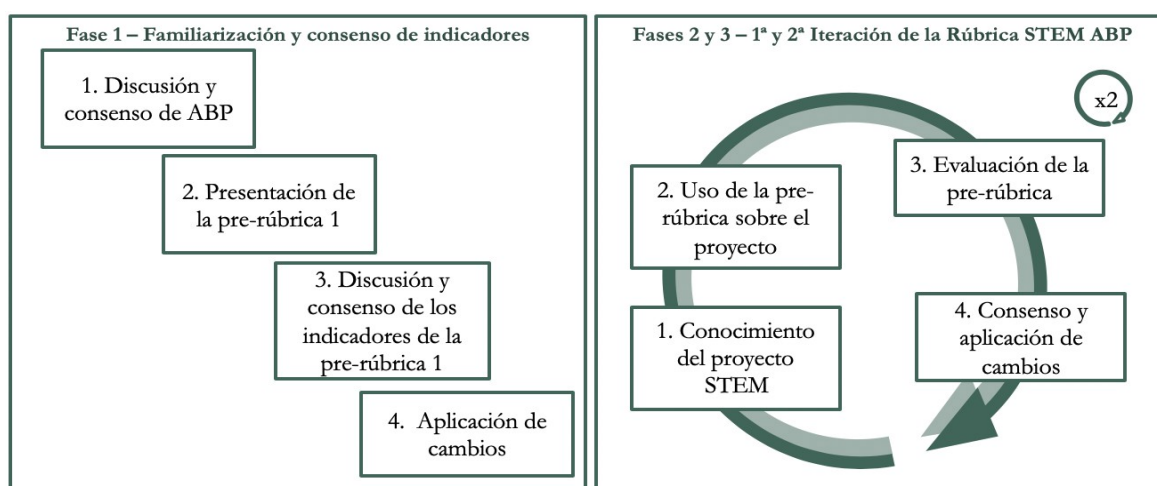 Fase 1 – Familiarización y consenso de indicadores
1. Discusión y
consenso de ABP
2. Presentación de
la pre-rúbrica 1
3. Discusión y
consenso de los
indicadores de la
pre-rúbrica 1
4. Aplicación de
cambios
Fases 2 y 3 – 1ª y 2ª Iteración de la Rúbrica STEM ABP
x2
1. Conocimiento
del proyecto
STEM
2. Uso de la pre-
rúbrica sobre el
proyecto
3. Evaluación de la
pre-rúbrica
4. Consenso y
aplicación de
cambios